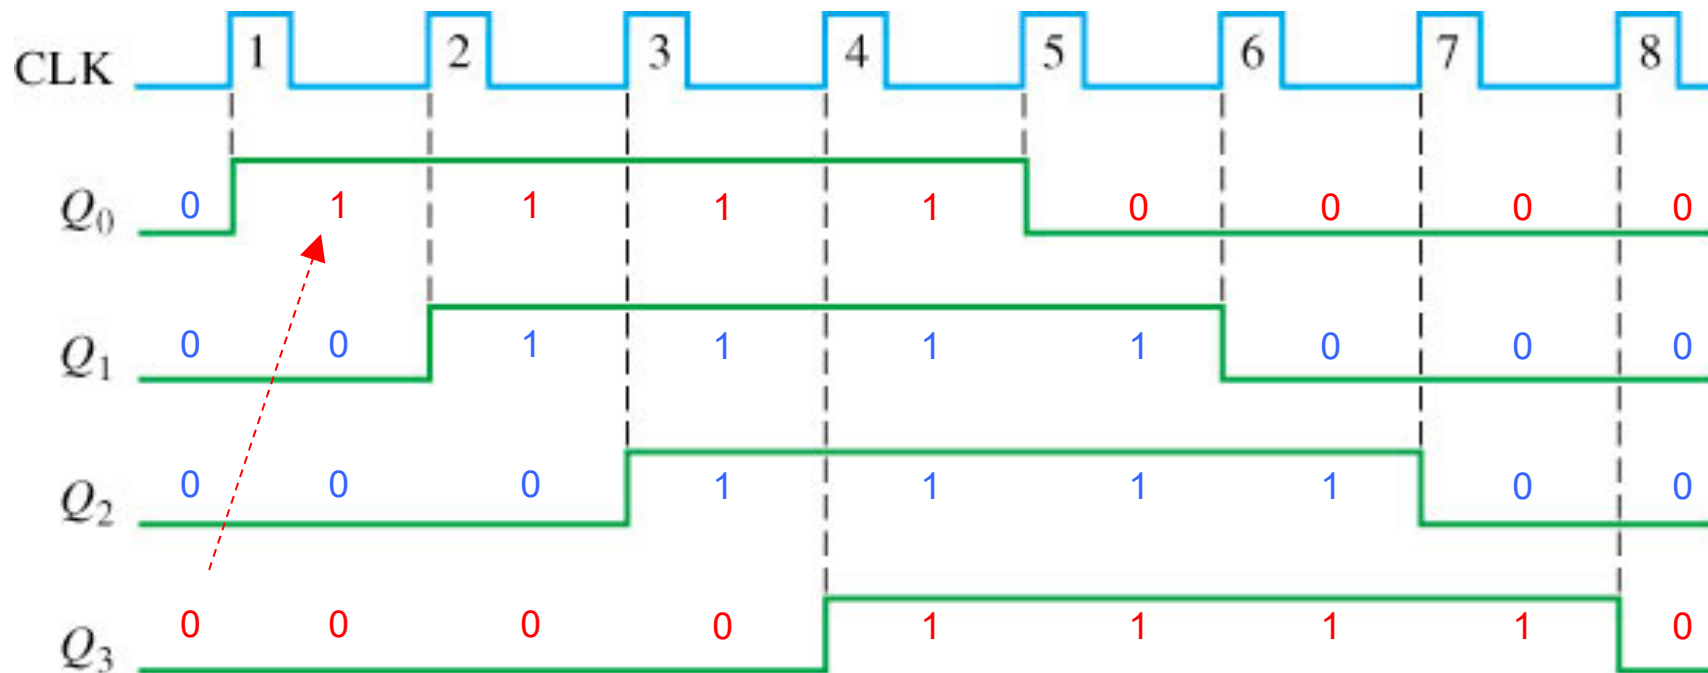 CLK 1 2 3 4 5 6 7 8
Q0 0 1 1 1 1 0 0 0 0
Q1 0 0 1 1 1 1 0 0 0
Q2 0 0 0 1 1 1 1 0 0
Q3 0 0 0 0 1 1 1 1 0